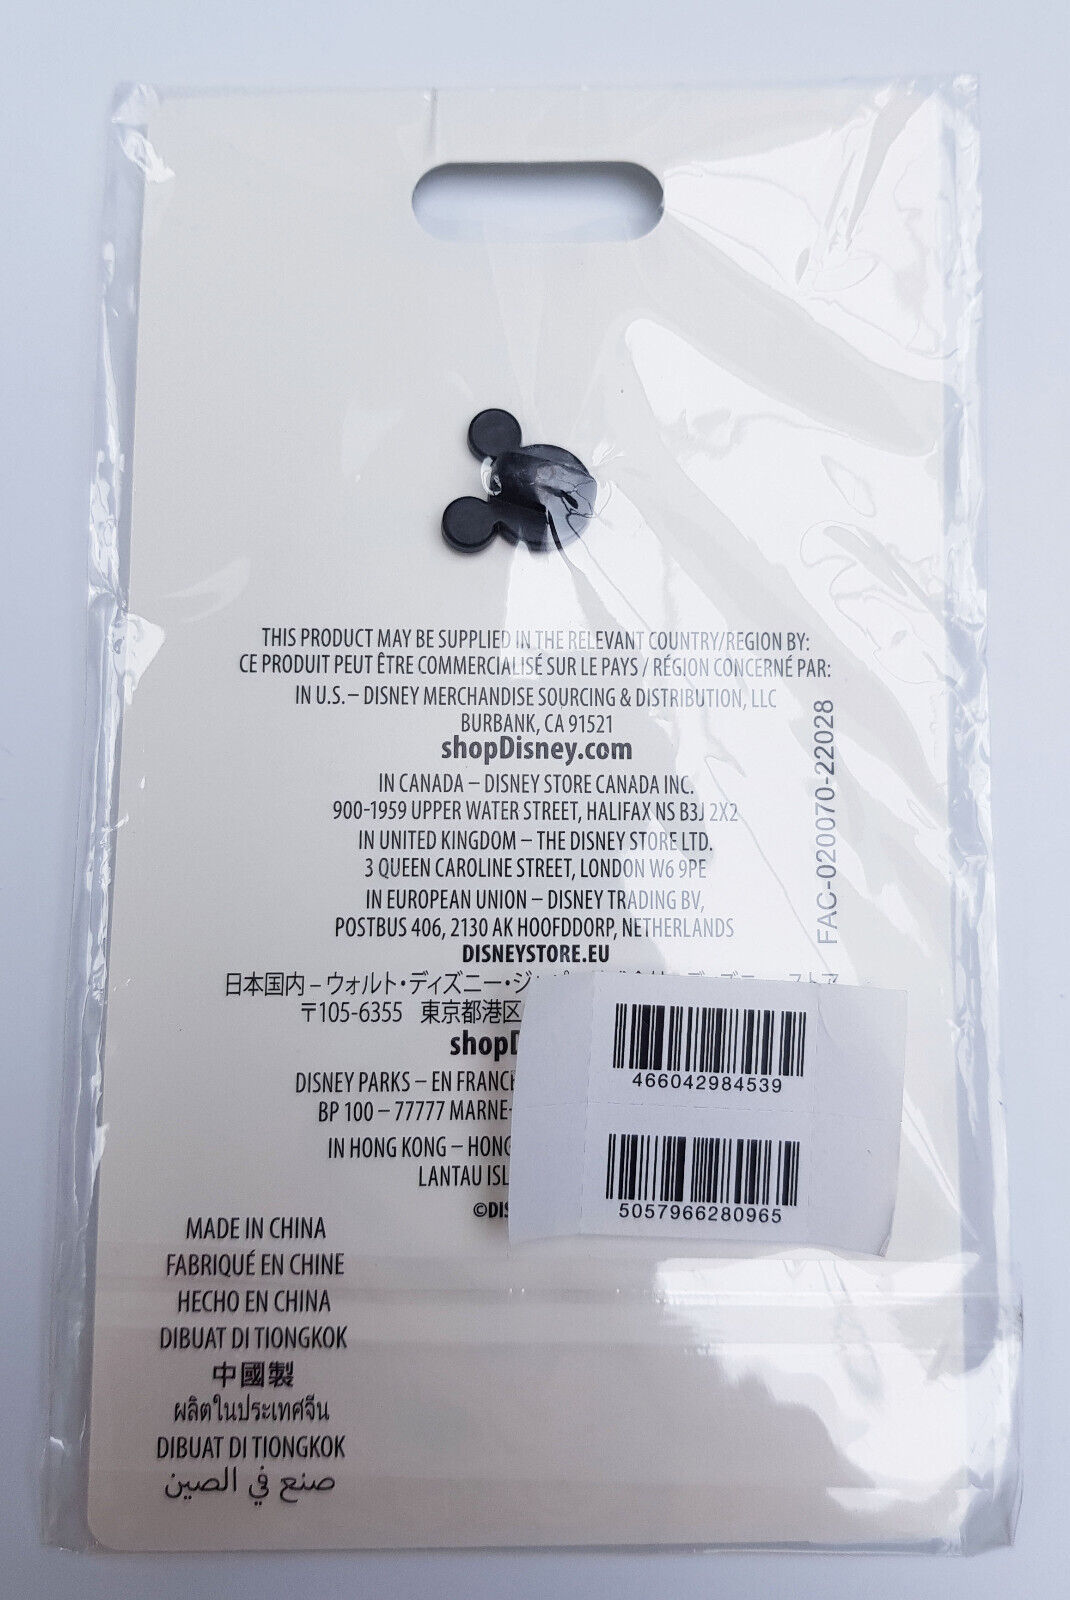 THIS PRODUCT MAY BE SUPPLIED IN THE RELEVANT COUNTRY/REGION BY:
CE PRODUIT PEUT ÊTRE COMMERCIALISÉ SUR LE PAYS / RÉGION CONCERNÉ PAR:
IN U.S. – DISNEY MERCHANDISE SOURCING & DISTRIBUTION, LLC
BURBANK, CA 91521
shopDisney.com
IN CANADA – DISNEY STORE CANADA INC.
900-1959 UPPER WATER STREET, HALIFAX NS B3J 2X2
IN UNITED KINGDOM – THE DISNEY STORE LTD.
3 QUEEN CAROLINE STREET, LONDON W6 9PE
IN EUROPEAN UNION – DISNEY TRADING BV,
POSTBUS 406, 2130 AK HOOFDDORP, NETHERLANDS
DISNEYSTORE.EU
日本国内 – ウォルト・ディズニー・
〒105-6355 東京都港区
DISNEY PARKS – EN
BP 100 – 77777
IN HONG KONG –
LANTAU
MADE IN CHINA
FABRIQUÉ EN CHINE
HECHO EN CHINA
DIBUAT DI TIONGKOK
中國製
ผลิตในประเทศจีน
DIBUAT DI TIONGKOK
صنع في الصين
FAC-020070-22028
466042984539
5057966280965